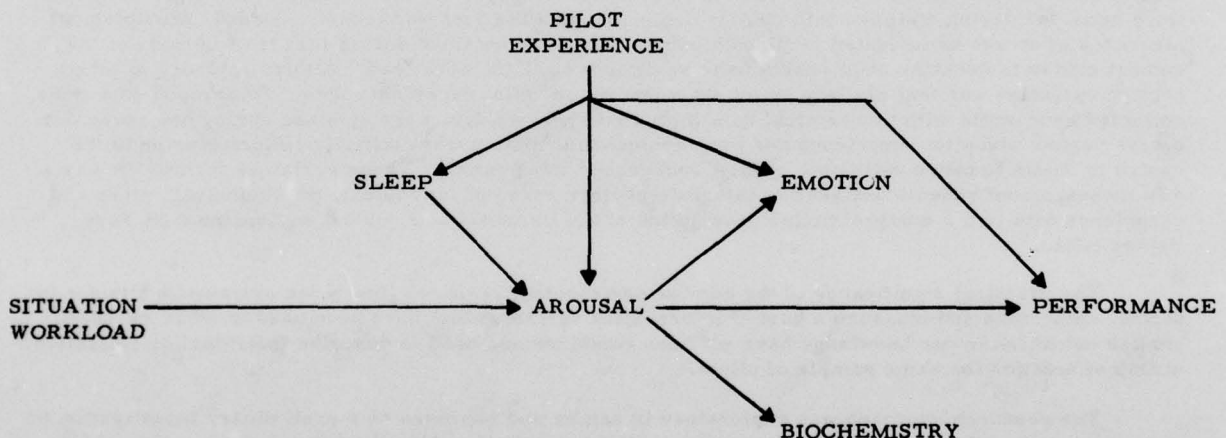 PILOT
EXPERIENCE
SLEEP
EMOTION
SITUATION
WORKLOAD
AROUSAL
PERFORMANCE
BIOCHEMISTRY